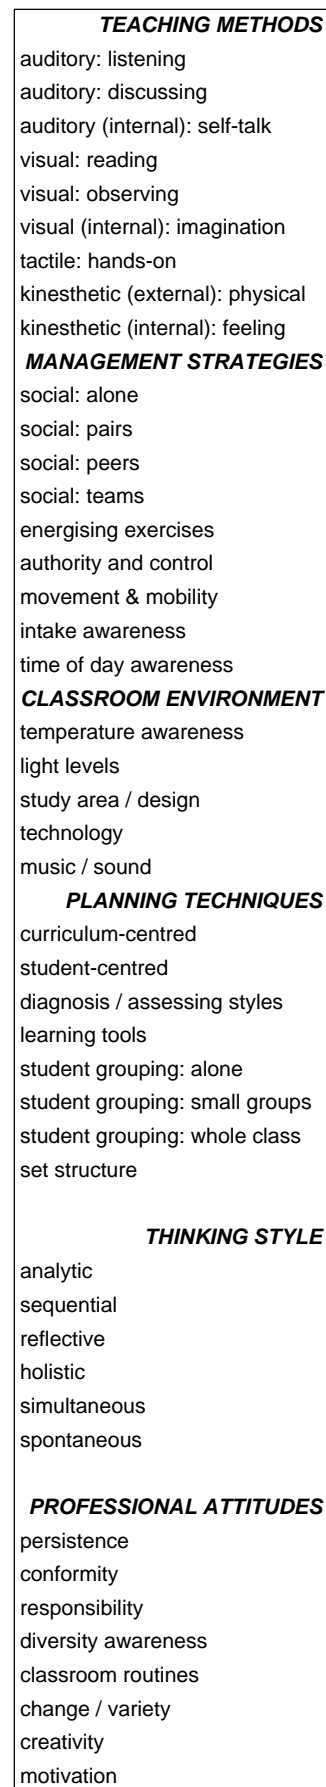 TEACHING METHODS
auditory: listening
auditory: discussing
auditory (internal): self-talk
visual: reading
visual: observing
visual (internal): imagination
tactile: hands-on
kinesthetic (external): physical
kinesthetic (internal): feeling
MANAGEMENT STRATEGIES
social: alone
social: pairs
social: peers
social: teams
energising exercises
authority and control
movement & mobility
intake awareness
time of day awareness
CLASSROOM ENVIRONMENT
temperature awareness
light levels
study area / design
technology
music / sound
PLANNING TECHNIQUES
curriculum-centred
student-centred
diagnosis / assessing styles
learning tools
student grouping: alone
student grouping: small groups
student grouping: whole class
set structure
THINKING STYLE
analytic
sequential
reflective
holistic
simultaneous
spontaneous
PROFESSIONAL ATTITUDES
persistence
conformity
responsibility
diversity awareness
classroom routines
change / variety
creativity
motivation